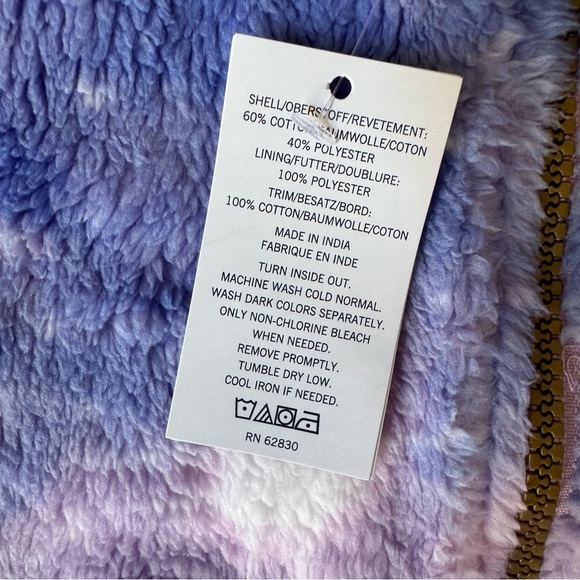 SHELL/OBERSTOFF/REVETEMENT:
60% COTTON/BAUMWOLLE/COTON
40% POLYESTER
LINING/FUTTER/DOUBLURE:
100% POLYESTER
TRIM/BESATZ/BORD:
100% COTTON/BAUMWOLLE/COTON
MADE IN INDIA
FABRIQUE EN INDE
TURN INSIDE OUT.
MACHINE WASH COLD NORMAL.
WASH DARK COLORS SEPARATELY.
ONLY NON-CHLORINE BLEACH
WHEN NEEDED.
REMOVE PROMPTLY.
TUMBLE DRY LOW.
COOL IRON IF NEEDED.
RN 62830